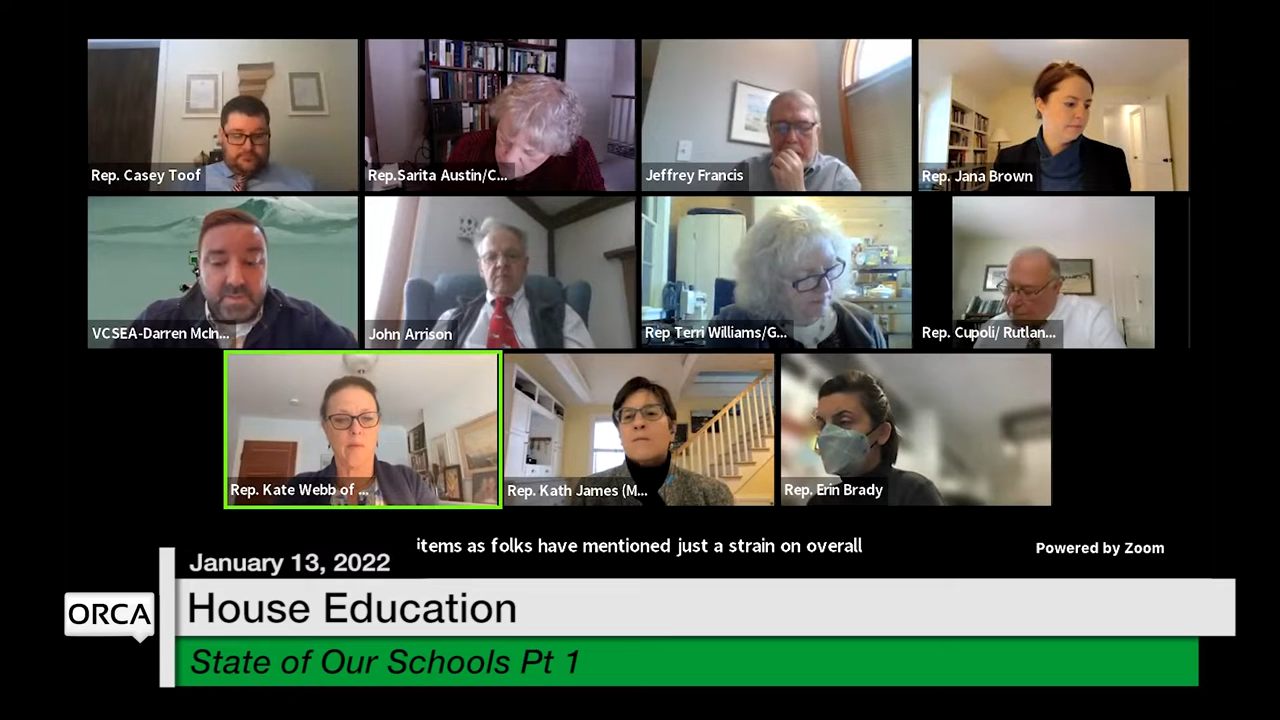 Rep. Casey Toof
Rep.Sarita Austin/C...
Jeffrey Francis
Rep. Jana Brown
VCSEA-Darren McIn...
John Arrison
Rep Terri Williams/G...
Rep. Cupoli/ Rutlan...
Rep. Kate Webb of ...
Rep. Kath James (M...
Rep. Erin Brady
items as folks have mentioned just a strain on overall
Powered by Zoom
January 13, 2022
ORCA
House Education
State of Our Schools Pt 1